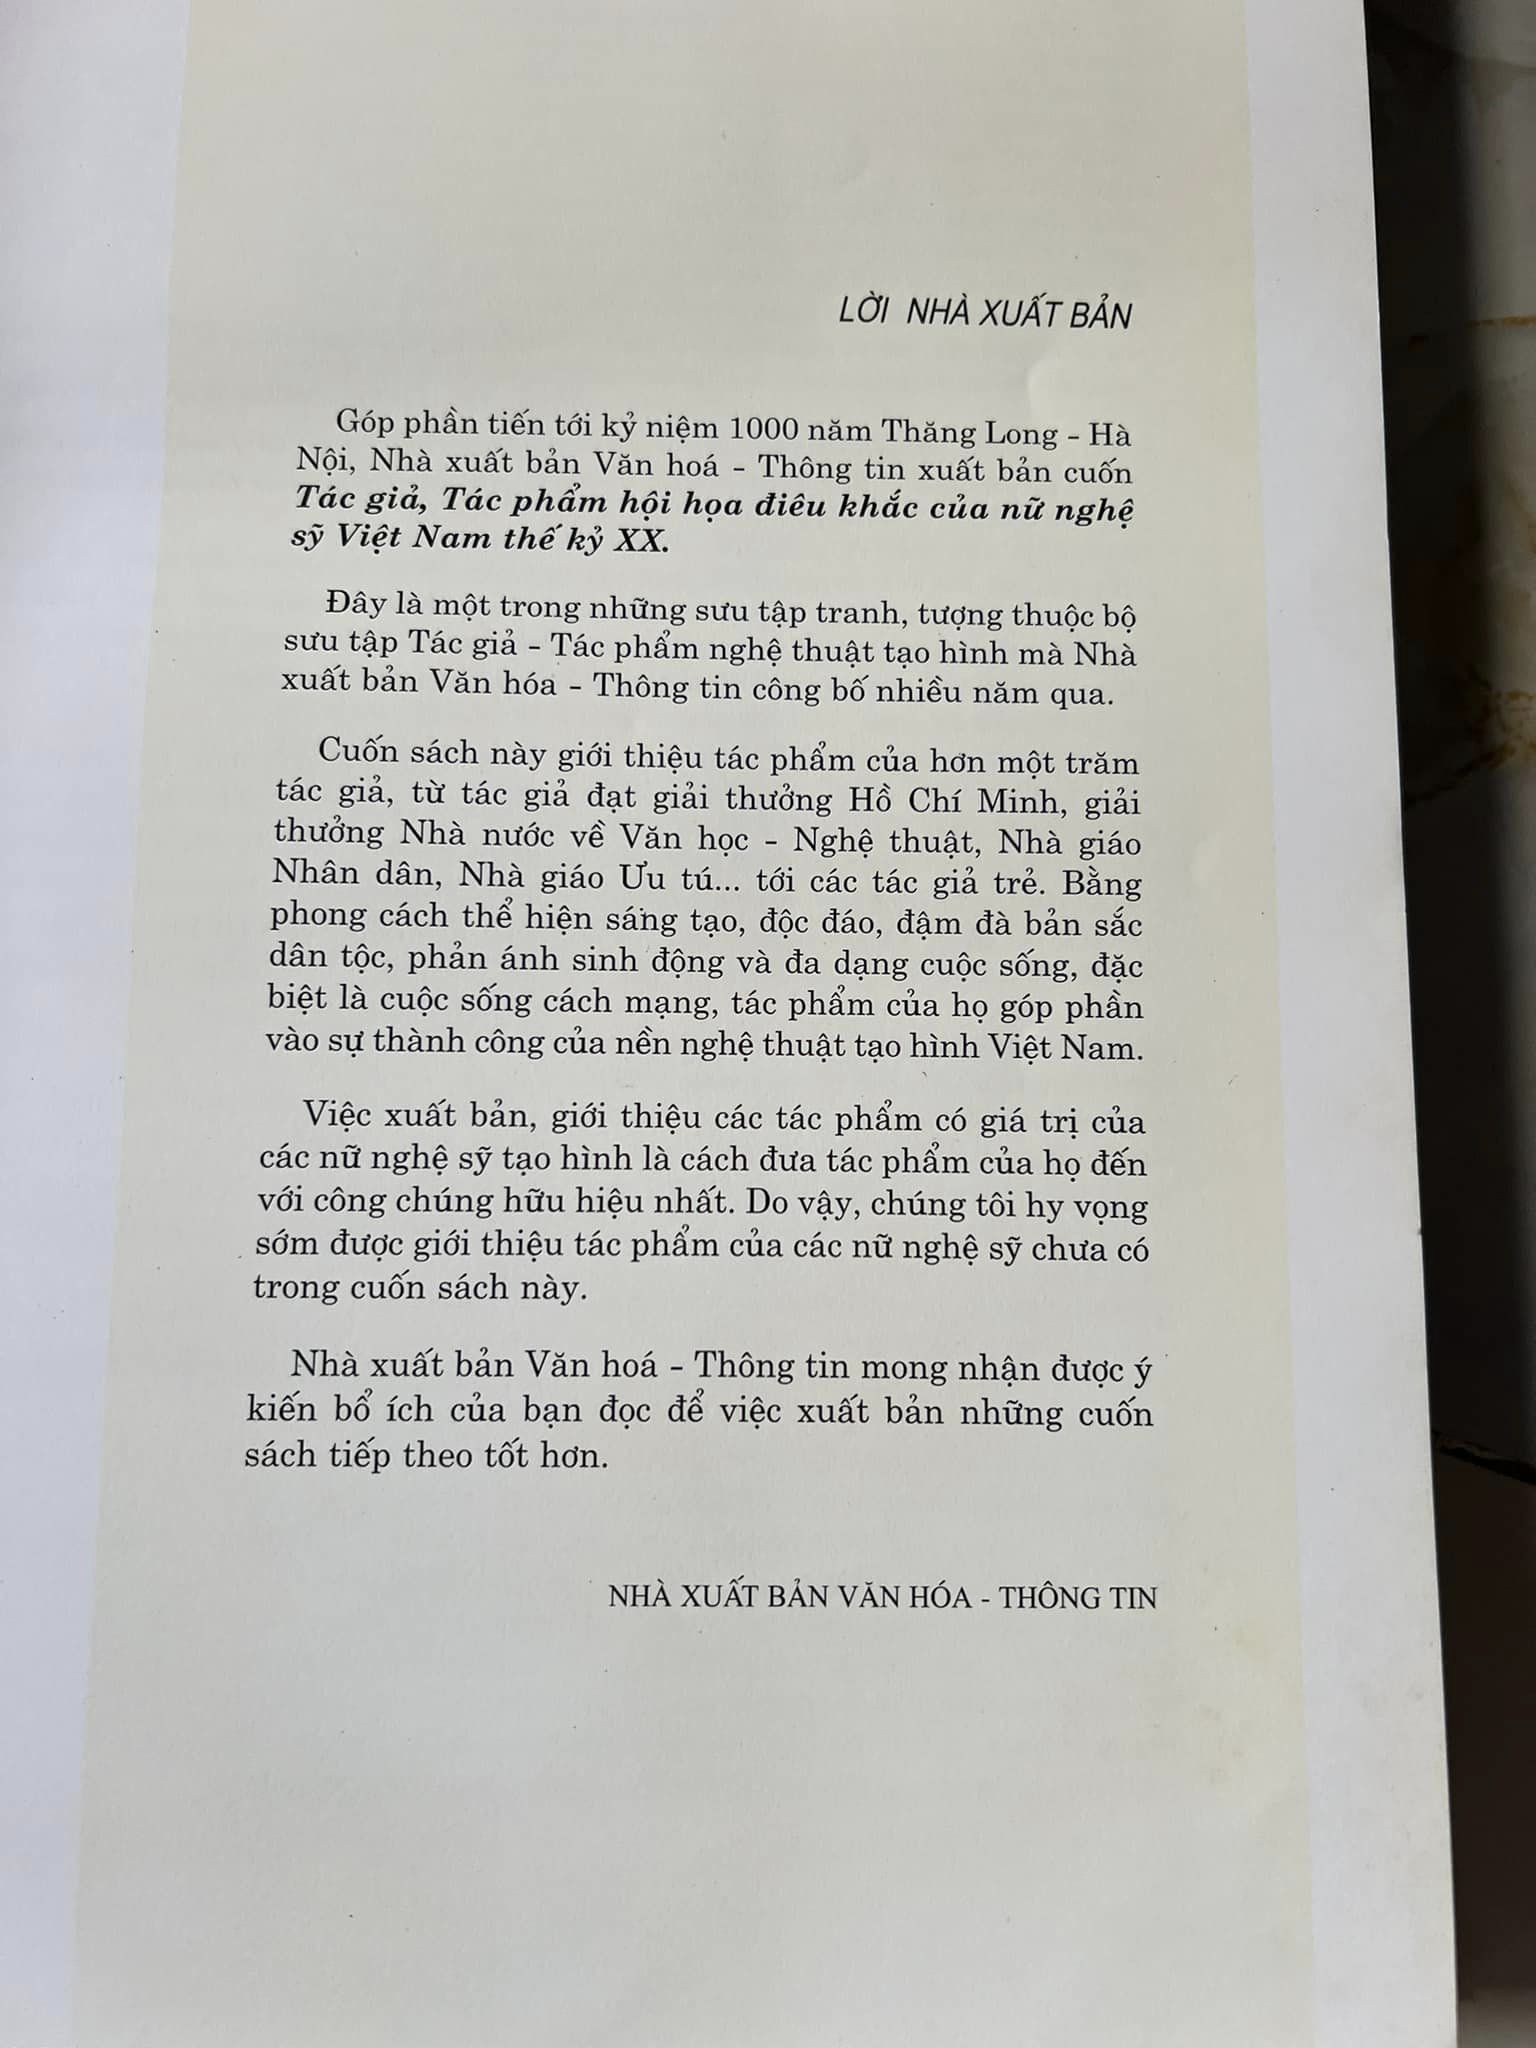 LỜI NHÀ XUẤT BẢN
Góp phần tiến tới kỷ niệm 1000 năm Thăng Long - Hà
Nội, Nhà xuất bản Văn hoá - Thông tin xuất bản cuốn
Tác giả, Tác phẩm hội họa điêu khắc của nữ nghệ
sỹ Việt Nam thế kỷ XX.
Đây là một trong những sưu tập tranh, tượng thuộc bộ
sưu tập Tác giả - Tác phẩm nghệ thuật tạo hình mà Nhà
xuất bản Văn hóa - Thông tin công bố nhiều năm qua.
Cuốn sách này giới thiệu tác phẩm của hơn một trăm
tác giả, từ tác giả đạt giải thưởng Hồ Chí Minh, giải
thưởng Nhà nước về Văn học - Nghệ thuật, Nhà giáo
Nhân dân, Nhà giáo Ưu tú... tới các tác giả trẻ. Bằng
phong cách thể hiện sáng tạo, độc đáo, đậm đà bản sắc
dân tộc, phản ánh sinh động và đa dạng cuộc sống, đặc
biệt là cuộc sống cách mạng, tác phẩm của họ góp phần
vào sự thành công của nền nghệ thuật tạo hình Việt Nam.
Việc xuất bản, giới thiệu các tác phẩm có giá trị của
các nữ nghệ sỹ tạo hình là cách đưa tác phẩm của họ đến
với công chúng hữu hiệu nhất. Do vậy, chúng tôi hy vọng
sớm được giới thiệu tác phẩm của các nữ nghệ sỹ chưa có
trong cuốn sách này.
Nhà xuất bản Văn hoá - Thông tin mong nhận được ý
kiến bổ ích của bạn đọc để việc xuất bản những cuốn
sách tiếp theo tốt hơn.
NHÀ XUẤT BẢN VĂN HÓA - THÔNG TIN